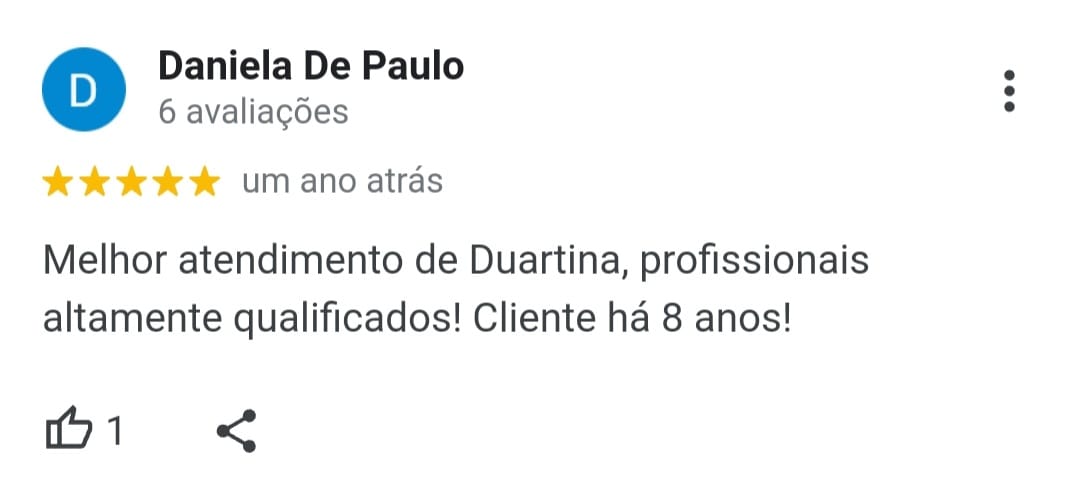 D
Daniela De Paulo
6 avaliações
um ano atrás
Melhor atendimento de Duartina, profissionais
altamente qualificados! Cliente há 8 anos!
1